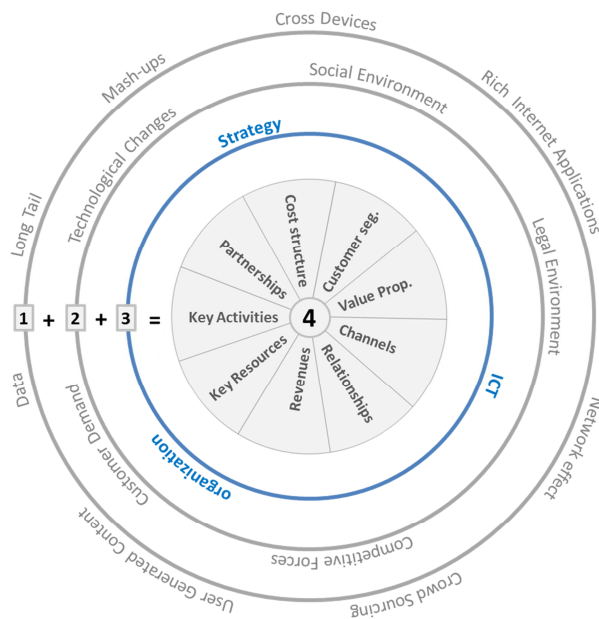 Cross Devices
Rich Internet Applications
Network effect
Crowd Sourcing
User Generated Content
Data
Long Tail
Mash-ups
Social Environment
Legal Environment
Competitive Forces
Customer Demand
Technological Changes
Strategy
ICT
organization
1 + 2 + 3 = 4
Cost structure
Customer seg.
Value Prop.
Channels
Relationships
Revenues
Key Resources
Key Activities
Partnerships